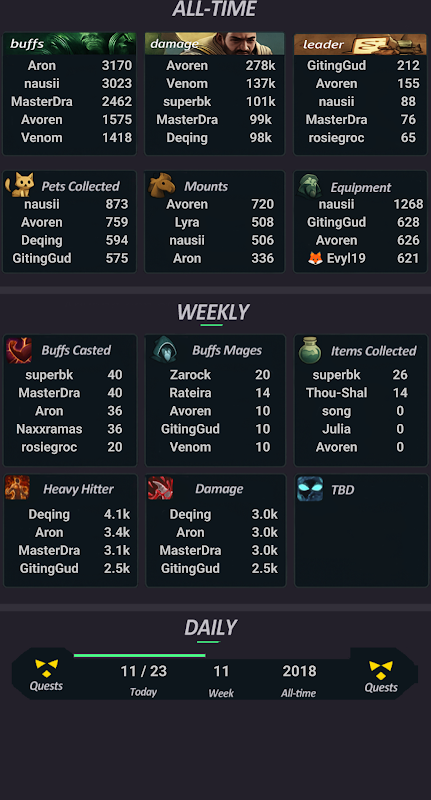 ALL-TIME
buffs
Aron 3170
nausii 3023
MasterDra 2462
Avoren 1575
Venom 1418
damage
Avoren 278k
Venom 137k
superbk 101k
MasterDra 99k
Deqing 98k
leader
GitingGud 212
Avoren 155
nausii 88
MasterDra 76
rosiegroc 65
Pets Collected
nausii 873
Avoren 759
Deqing 594
GitingGud 575
Mounts
Avoren 720
Lyra 508
nausii 506
Aron 336
Equipment
nausii 1268
GitingGud 628
Avoren 626
🦊 Evyl19 621
WEEKLY
Buffs Casted
superbk 40
MasterDra 40
Aron 36
Naxxramas 36
rosiegroc 20
Buffs Mages
Zarock 20
Rateira 14
Avoren 10
GitingGud 10
Venom 10
Items Collected
superbk 26
Thou-Shal 14
song 0
Julia 0
Avoren 0
Heavy Hitter
Deqing 4.1k
Aron 3.4k
MasterDra 3.1k
GitingGud 2.5k
Damage
Deqing 3.0k
Aron 3.0k
MasterDra 3.0k
GitingGud 2.5k
TBD
DAILY
Quests
11 / 23
Today
11
Week
2018
All-time
Quests